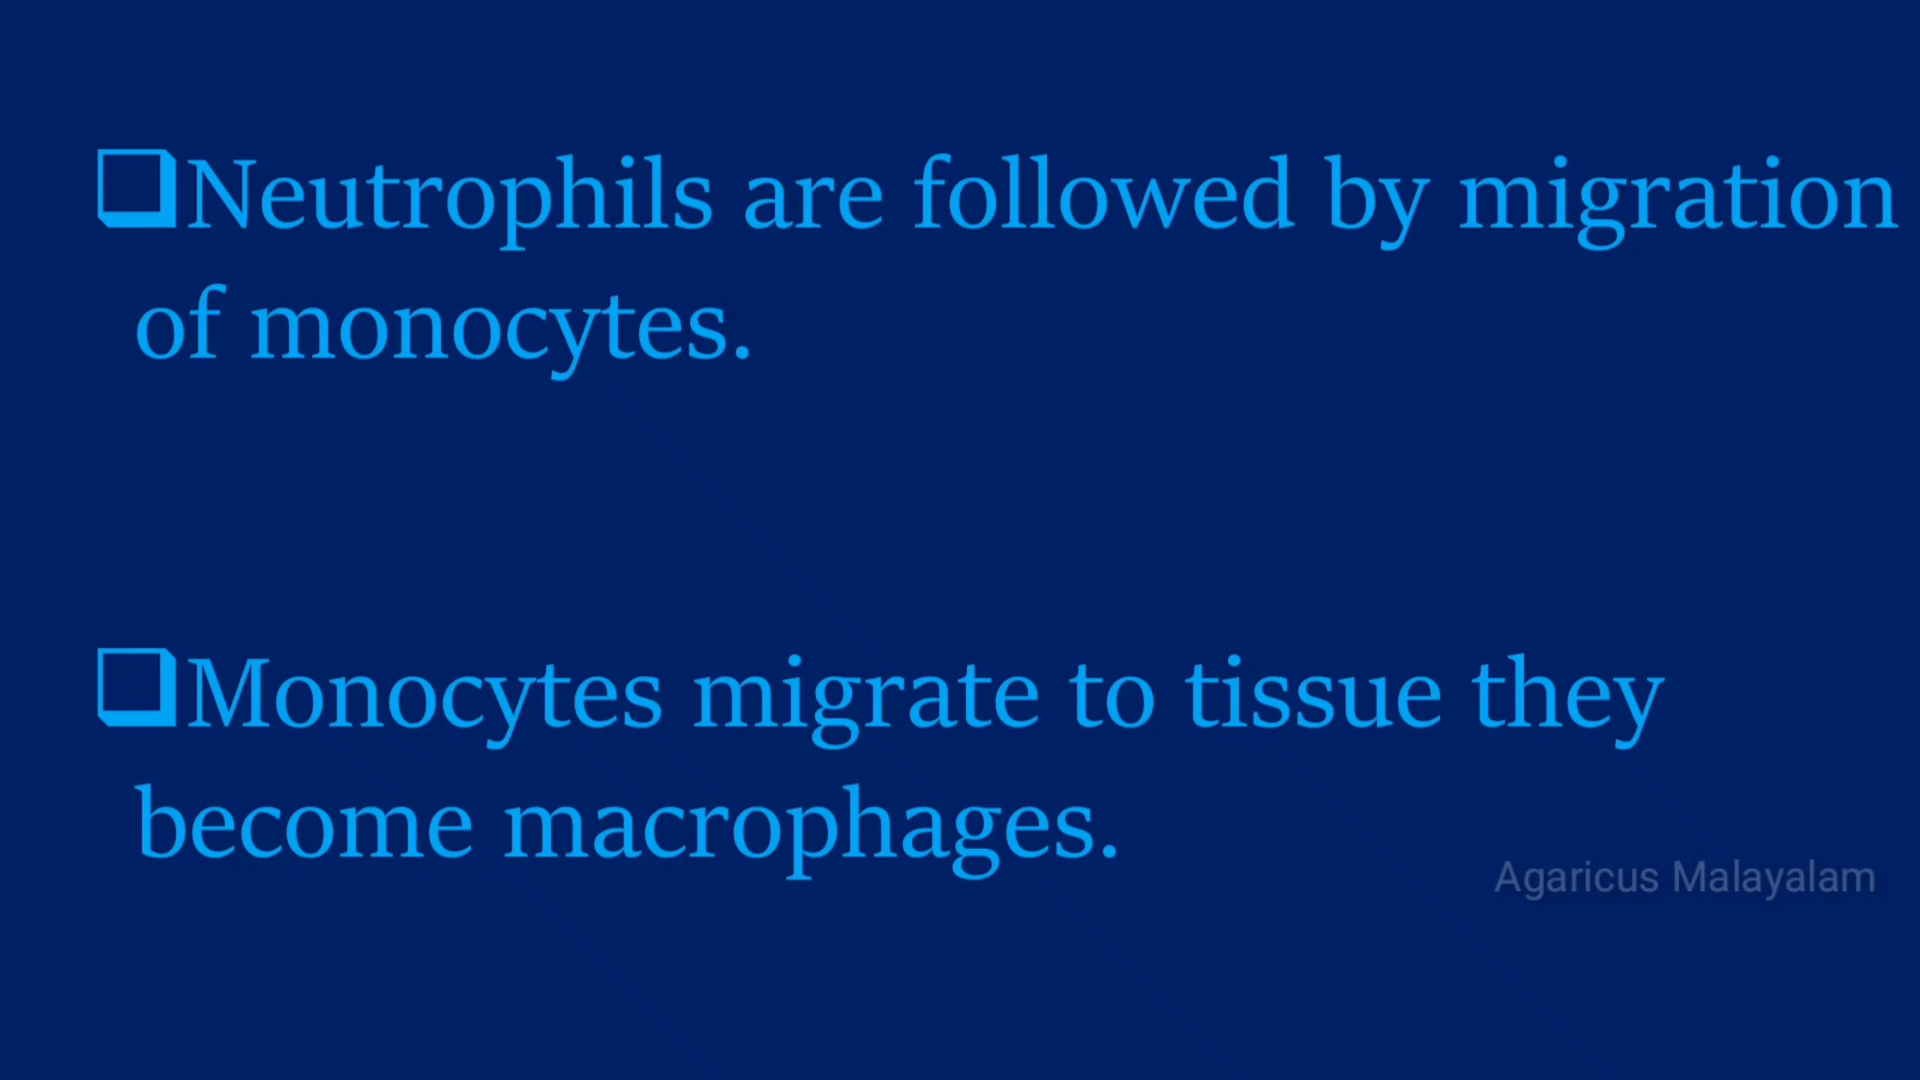 ❑Neutrophils are followed by migration
of monocytes.
❑Monocytes migrate to tissue they
become macrophages.
Agaricus Malayalam